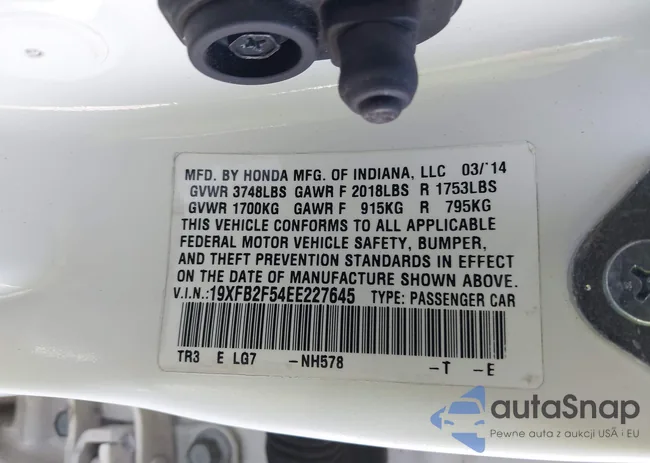 MFD. BY HONDA MFG. OF INDIANA, LLC 03/'14
GVWR 3748LBS GAWR F 2018LBS R 1753LBS
GVWR 1700KG GAWR F 915KG R 795KG
THIS VEHICLE CONFORMS TO ALL APPLICABLE
FEDERAL MOTOR VEHICLE SAFETY, BUMPER,
AND THEFT PREVENTION STANDARDS IN EFFECT
ON THE DATE OF MANUFACTURE SHOWN ABOVE.
V.I.N.:19XFB2F54EE227645 TYPE: PASSENGER CAR
TR3 E LG7 -NH578 -T -E
autaSnap
Pewne auta z aukcji USA i EU